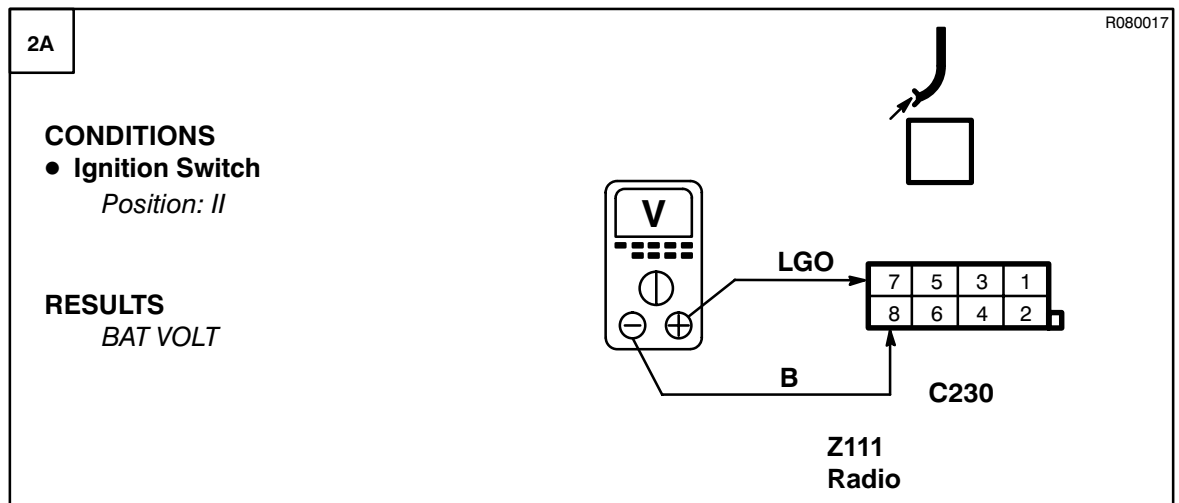 R080017
2A
CONDITIONS
● Ignition Switch
Position: II
RESULTS
BAT VOLT
V
LGO
B
7 5 3 1
8 6 4 2
C230
Z111
Radio